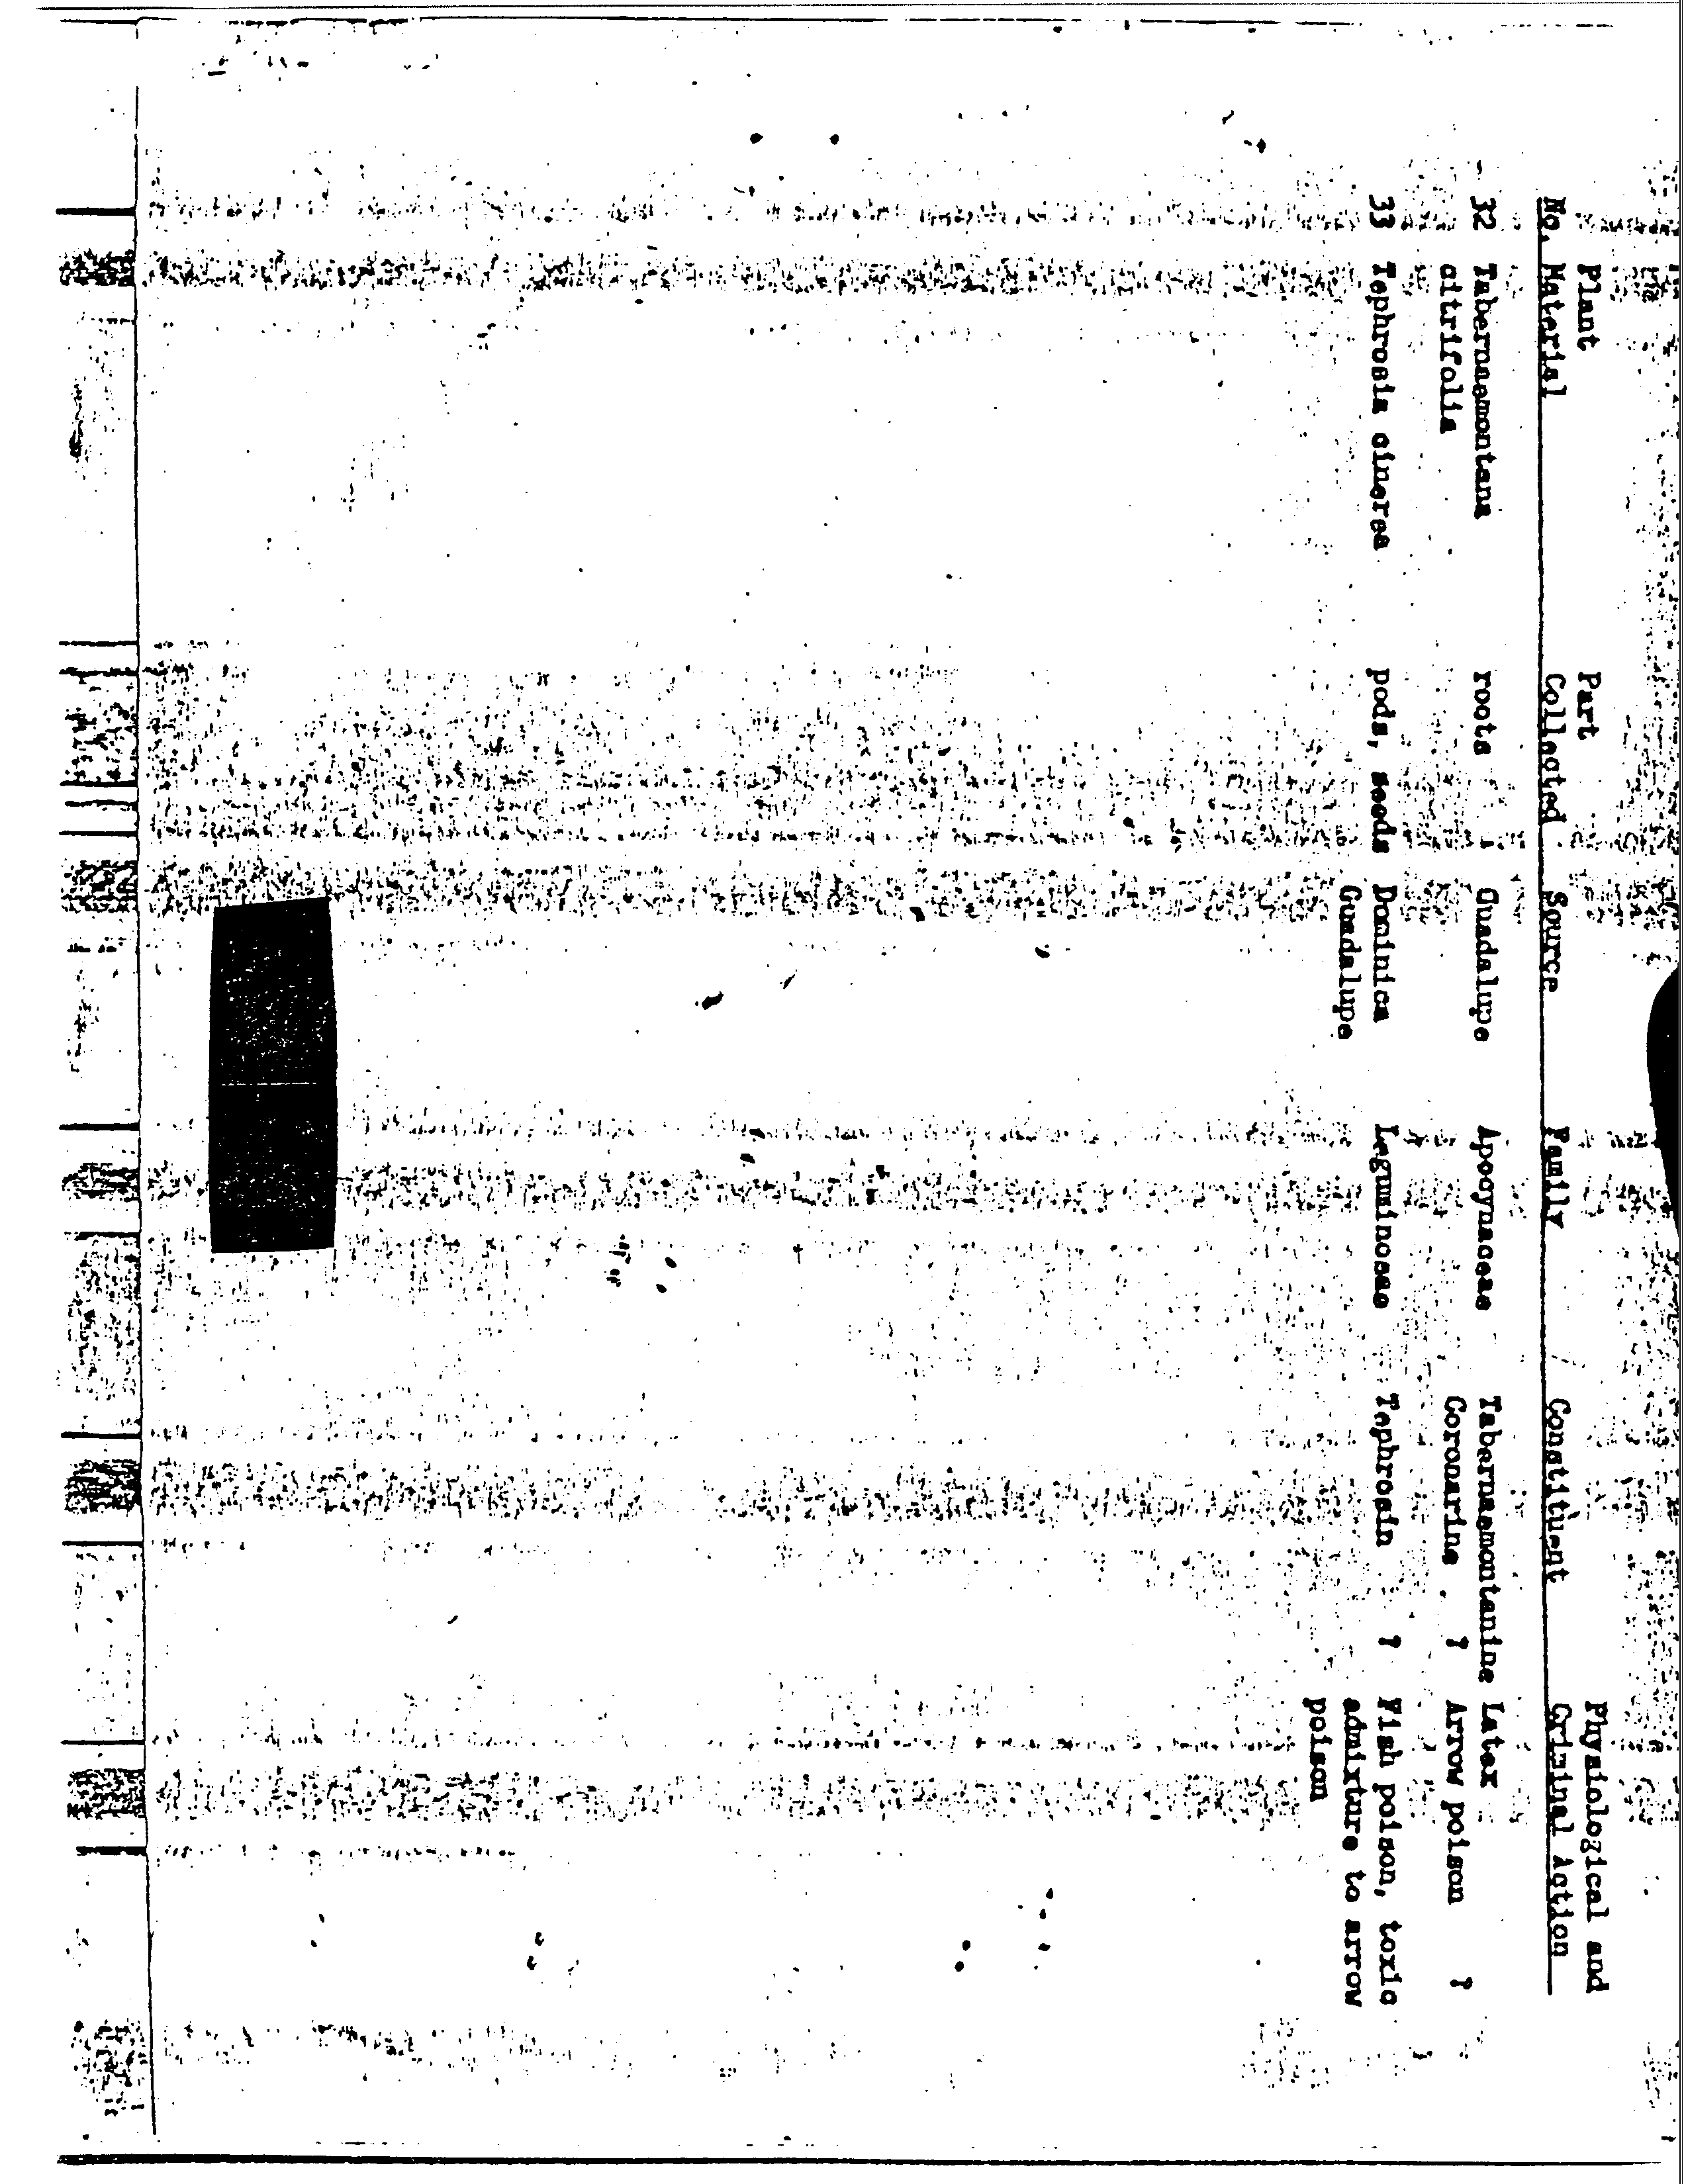 Plant Part Physiological and
No. Material Collected Source Family Constituent Criminal Action
32 Tabernaemontana roots Guadalupe Apocynaceae Tabernaemontanine Latex
citrifolia Coronarine ? Arrow poison ?
33 Tephrosia cinerea pods, seeds Dominica Leguminosae Tephrosin ? Fish poison, toxic
Guadalupe admixture to arrow
poison